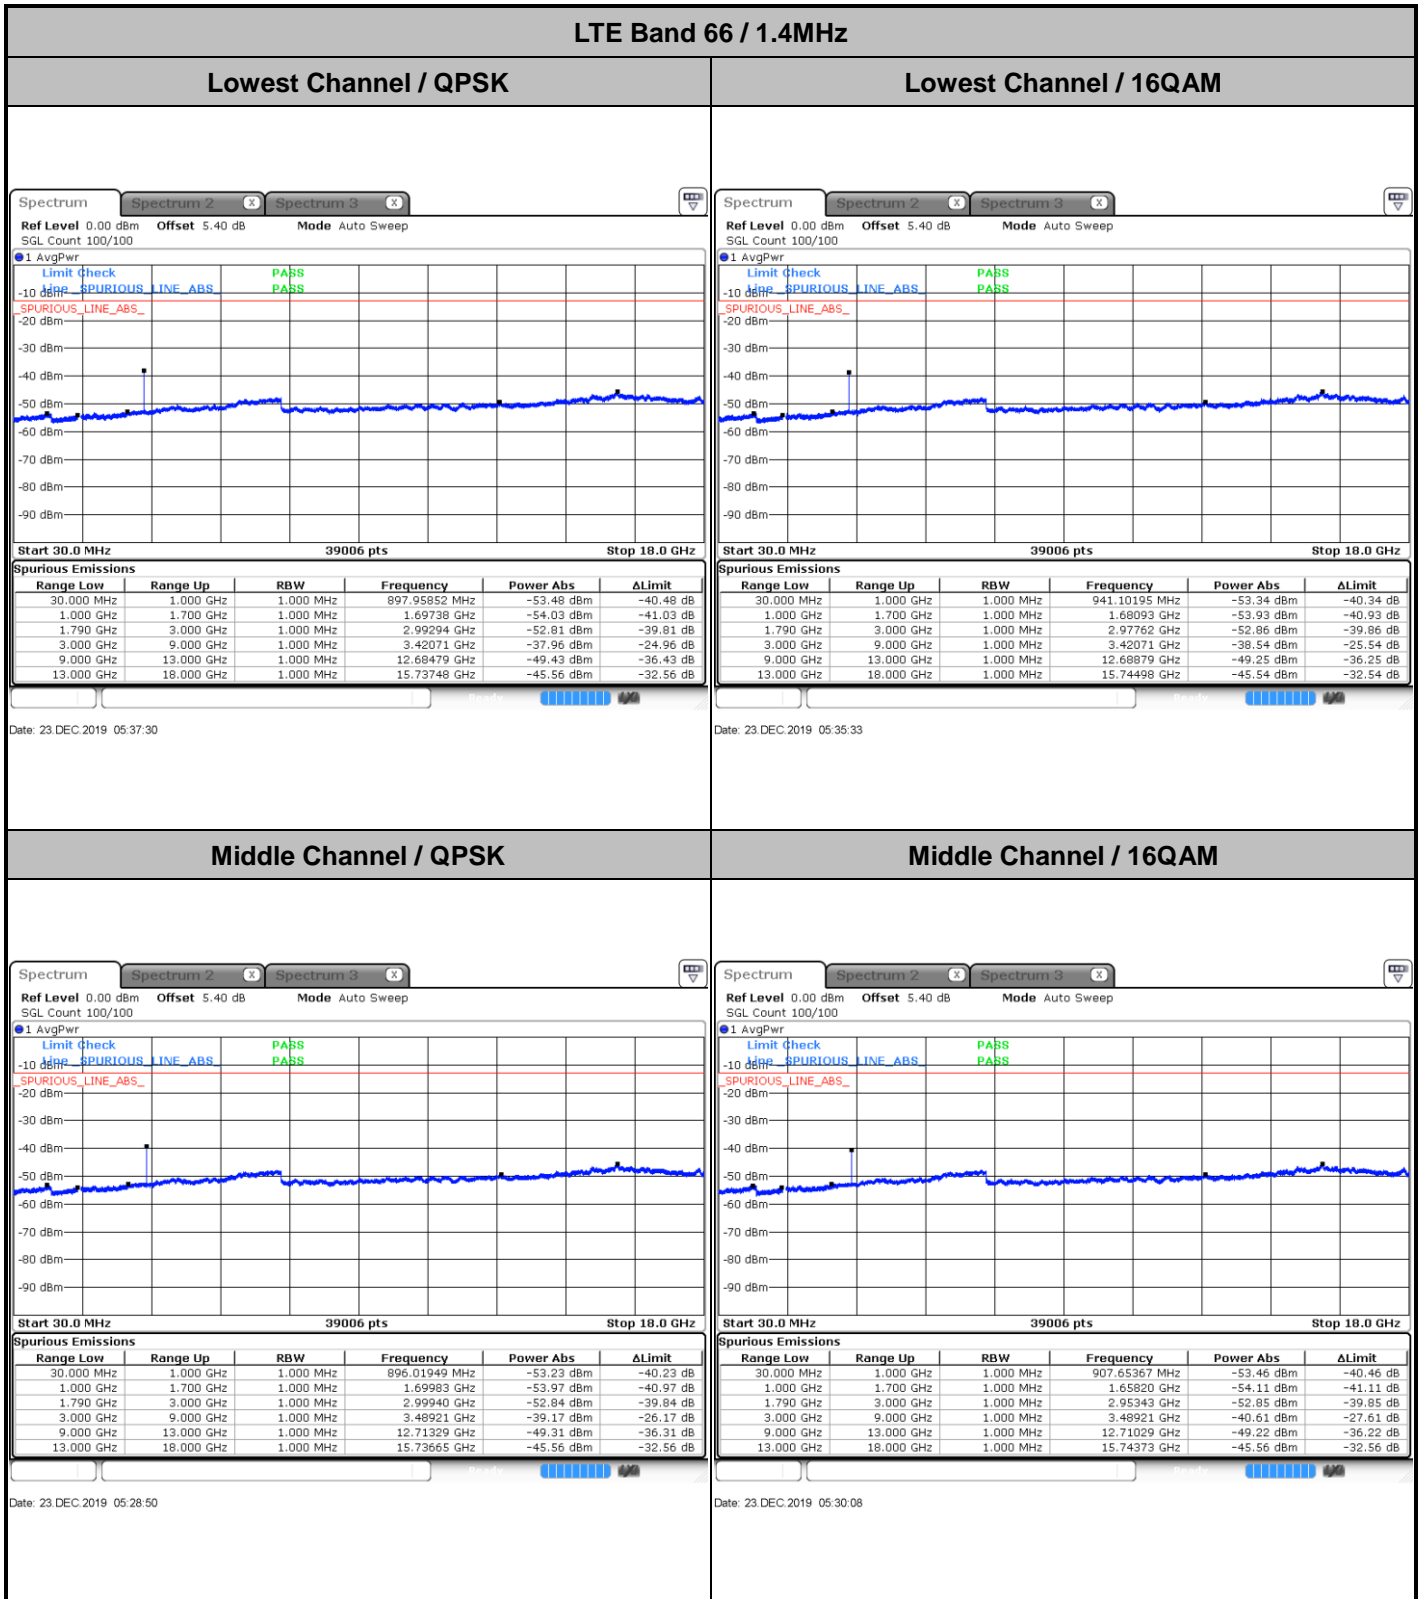 LTE Band 66 / 1.4MHz
Lowest Channel / QPSK
Lowest Channel / 16QAM
Spectrum Spectrum 2 X Spectrum 3 X
Ref Level 0.00 dBm Offset 5.40 dB Mode Auto Sweep
SGL Count 100/100
1 AvgPwr
Limit Check PASS
-10 dBm Line _SPURIOUS_LINE_ABS_ PASS
_SPURIOUS_LINE_ABS_
-20 dBm
-30 dBm
-40 dBm
-50 dBm
-60 dBm
-70 dBm
-80 dBm
-90 dBm
Start 30.0 MHz 39006 pts Stop 18.0 GHz
Spurious Emissions
Range Low Range Up RBW Frequency Power Abs ΔLimit
30.000 MHz 1.000 GHz 1.000 MHz 897.95852 MHz -53.48 dBm -40.48 dB
1.000 GHz 1.700 GHz 1.000 MHz 1.69738 GHz -54.03 dBm -41.03 dB
1.790 GHz 3.000 GHz 1.000 MHz 2.99294 GHz -52.81 dBm -39.81 dB
3.000 GHz 9.000 GHz 1.000 MHz 3.42071 GHz -37.96 dBm -24.96 dB
9.000 GHz 13.000 GHz 1.000 MHz 12.68479 GHz -49.43 dBm -36.43 dB
13.000 GHz 18.000 GHz 1.000 MHz 15.73748 GHz -45.56 dBm -32.56 dB
Date: 23.DEC.2019 05:37:30
Spectrum Spectrum 2 X Spectrum 3 X
Ref Level 0.00 dBm Offset 5.40 dB Mode Auto Sweep
SGL Count 100/100
1 AvgPwr
Limit Check PASS
-10 dBm Line _SPURIOUS_LINE_ABS_ PASS
_SPURIOUS_LINE_ABS_
-20 dBm
-30 dBm
-40 dBm
-50 dBm
-60 dBm
-70 dBm
-80 dBm
-90 dBm
Start 30.0 MHz 39006 pts Stop 18.0 GHz
Spurious Emissions
Range Low Range Up RBW Frequency Power Abs ΔLimit
30.000 MHz 1.000 GHz 1.000 MHz 941.10195 MHz -53.34 dBm -40.34 dB
1.000 GHz 1.700 GHz 1.000 MHz 1.68093 GHz -53.93 dBm -40.93 dB
1.790 GHz 3.000 GHz 1.000 MHz 2.97762 GHz -52.86 dBm -39.86 dB
3.000 GHz 9.000 GHz 1.000 MHz 3.42071 GHz -38.54 dBm -25.54 dB
9.000 GHz 13.000 GHz 1.000 MHz 12.68879 GHz -49.25 dBm -36.25 dB
13.000 GHz 18.000 GHz 1.000 MHz 15.74498 GHz -45.54 dBm -32.54 dB
Date: 23.DEC.2019 05:35:33
Middle Channel / QPSK
Middle Channel / 16QAM
Spectrum Spectrum 2 X Spectrum 3 X
Ref Level 0.00 dBm Offset 5.40 dB Mode Auto Sweep
SGL Count 100/100
1 AvgPwr
Limit Check PASS
-10 dBm Line _SPURIOUS_LINE_ABS_ PASS
_SPURIOUS_LINE_ABS_
-20 dBm
-30 dBm
-40 dBm
-50 dBm
-60 dBm
-70 dBm
-80 dBm
-90 dBm
Start 30.0 MHz 39006 pts Stop 18.0 GHz
Spurious Emissions
Range Low Range Up RBW Frequency Power Abs ΔLimit
30.000 MHz 1.000 GHz 1.000 MHz 896.01949 MHz -53.23 dBm -40.23 dB
1.000 GHz 1.700 GHz 1.000 MHz 1.69983 GHz -53.97 dBm -40.97 dB
1.790 GHz 3.000 GHz 1.000 MHz 2.99940 GHz -52.84 dBm -39.84 dB
3.000 GHz 9.000 GHz 1.000 MHz 3.48921 GHz -39.17 dBm -26.17 dB
9.000 GHz 13.000 GHz 1.000 MHz 12.71329 GHz -49.31 dBm -36.31 dB
13.000 GHz 18.000 GHz 1.000 MHz 15.73665 GHz -45.56 dBm -32.56 dB
Date: 23.DEC.2019 05:28:50
Spectrum Spectrum 2 X Spectrum 3 X
Ref Level 0.00 dBm Offset 5.40 dB Mode Auto Sweep
SGL Count 100/100
1 AvgPwr
Limit Check PASS
-10 dBm Line _SPURIOUS_LINE_ABS_ PASS
_SPURIOUS_LINE_ABS_
-20 dBm
-30 dBm
-40 dBm
-50 dBm
-60 dBm
-70 dBm
-80 dBm
-90 dBm
Start 30.0 MHz 39006 pts Stop 18.0 GHz
Spurious Emissions
Range Low Range Up RBW Frequency Power Abs ΔLimit
30.000 MHz 1.000 GHz 1.000 MHz 907.65367 MHz -53.46 dBm -40.46 dB
1.000 GHz 1.700 GHz 1.000 MHz 1.65820 GHz -54.11 dBm -41.11 dB
1.790 GHz 3.000 GHz 1.000 MHz 2.95343 GHz -52.85 dBm -39.85 dB
3.000 GHz 9.000 GHz 1.000 MHz 3.48921 GHz -40.61 dBm -27.61 dB
9.000 GHz 13.000 GHz 1.000 MHz 12.71029 GHz -49.22 dBm -36.22 dB
13.000 GHz 18.000 GHz 1.000 MHz 15.74373 GHz -45.56 dBm -32.56 dB
Date: 23.DEC.2019 05:30:08